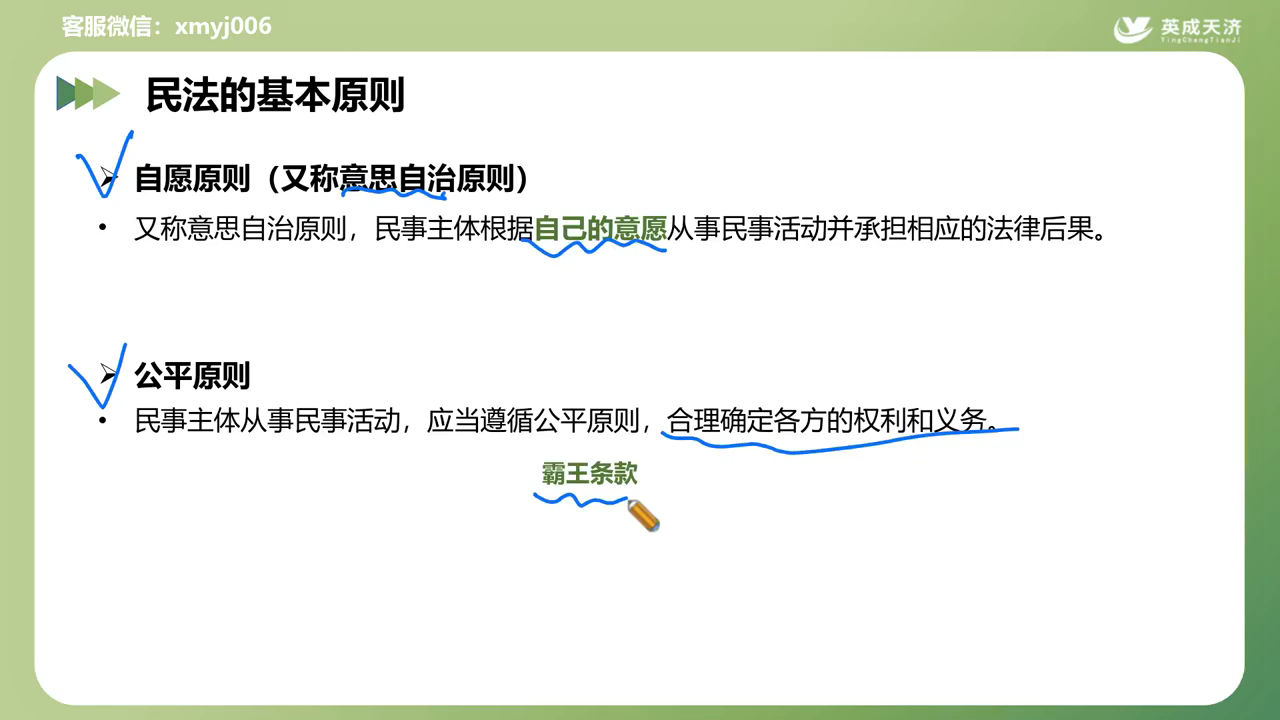 客服微信：xmyj006
英成天济
YingChengTianJi
民法的基本原则
自愿原则（又称意思自治原则）
又称意思自治原则，民事主体根据自己的意愿从事民事活动并承担相应的法律后果。
公平原则
民事主体从事民事活动，应当遵循公平原则，合理确定各方的权利和义务。
霸王条款